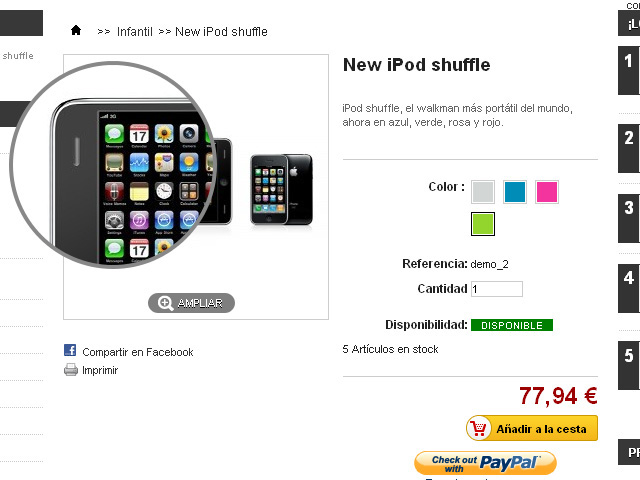 >> Infantil >> New iPod shuffle
shuffle
New iPod shuffle
iPod shuffle, el walkman más portátil del mundo,
ahora en azul, verde, rosa y rojo.
Color :
Referencia: demo_2
Cantidad 1
Disponibilidad: DISPONIBLE
5 Artículos en stock
77,94 €
Añadir a la cesta
Check out
with PayPal
AMPLIAR
Compartir en Facebook
Imprimir
1
2
3
4
5